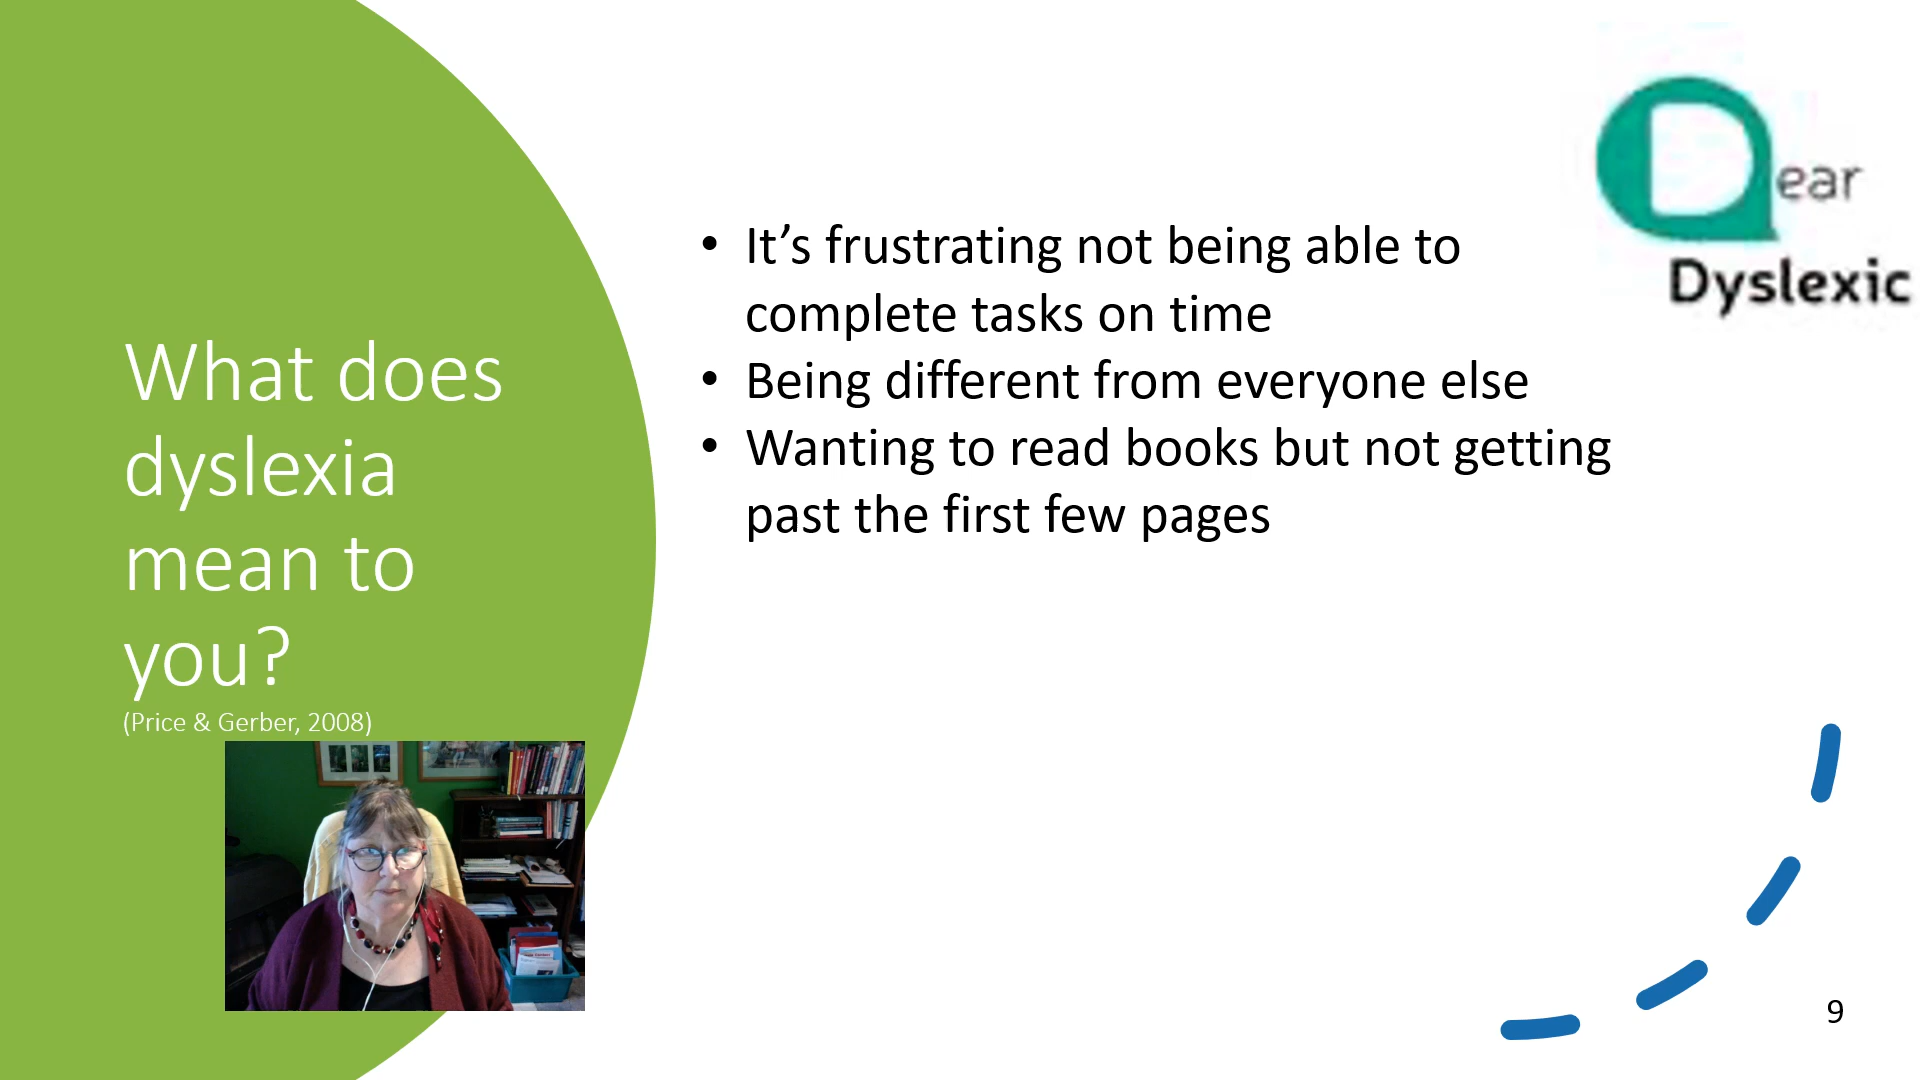 What does
dyslexia
mean to
you?
(Price & Gerber, 2008)
• It’s frustrating not being able to
complete tasks on time
• Being different from everyone else
• Wanting to read books but not getting
past the first few pages
Dear
Dyslexic
9